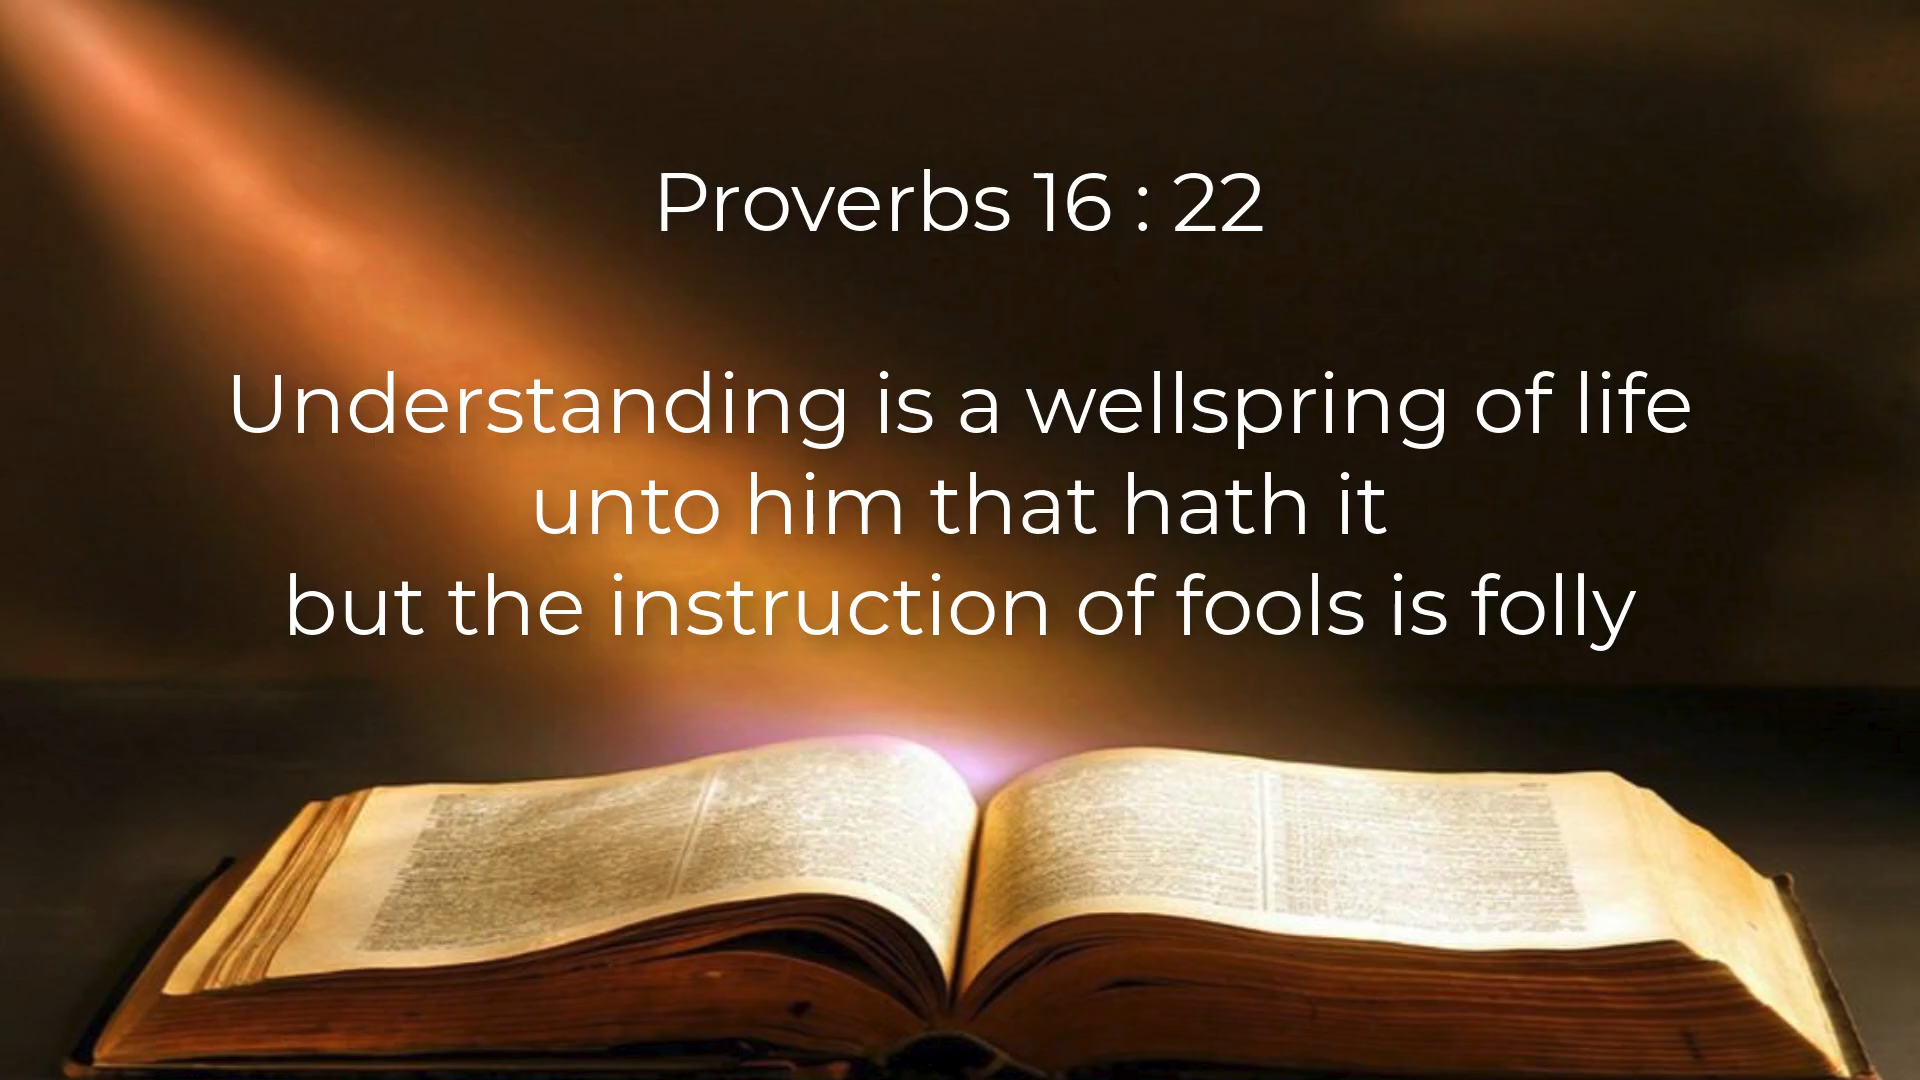 Proverbs 16 : 22
Understanding is a wellspring of life
unto him that hath it
but the instruction of fools is folly